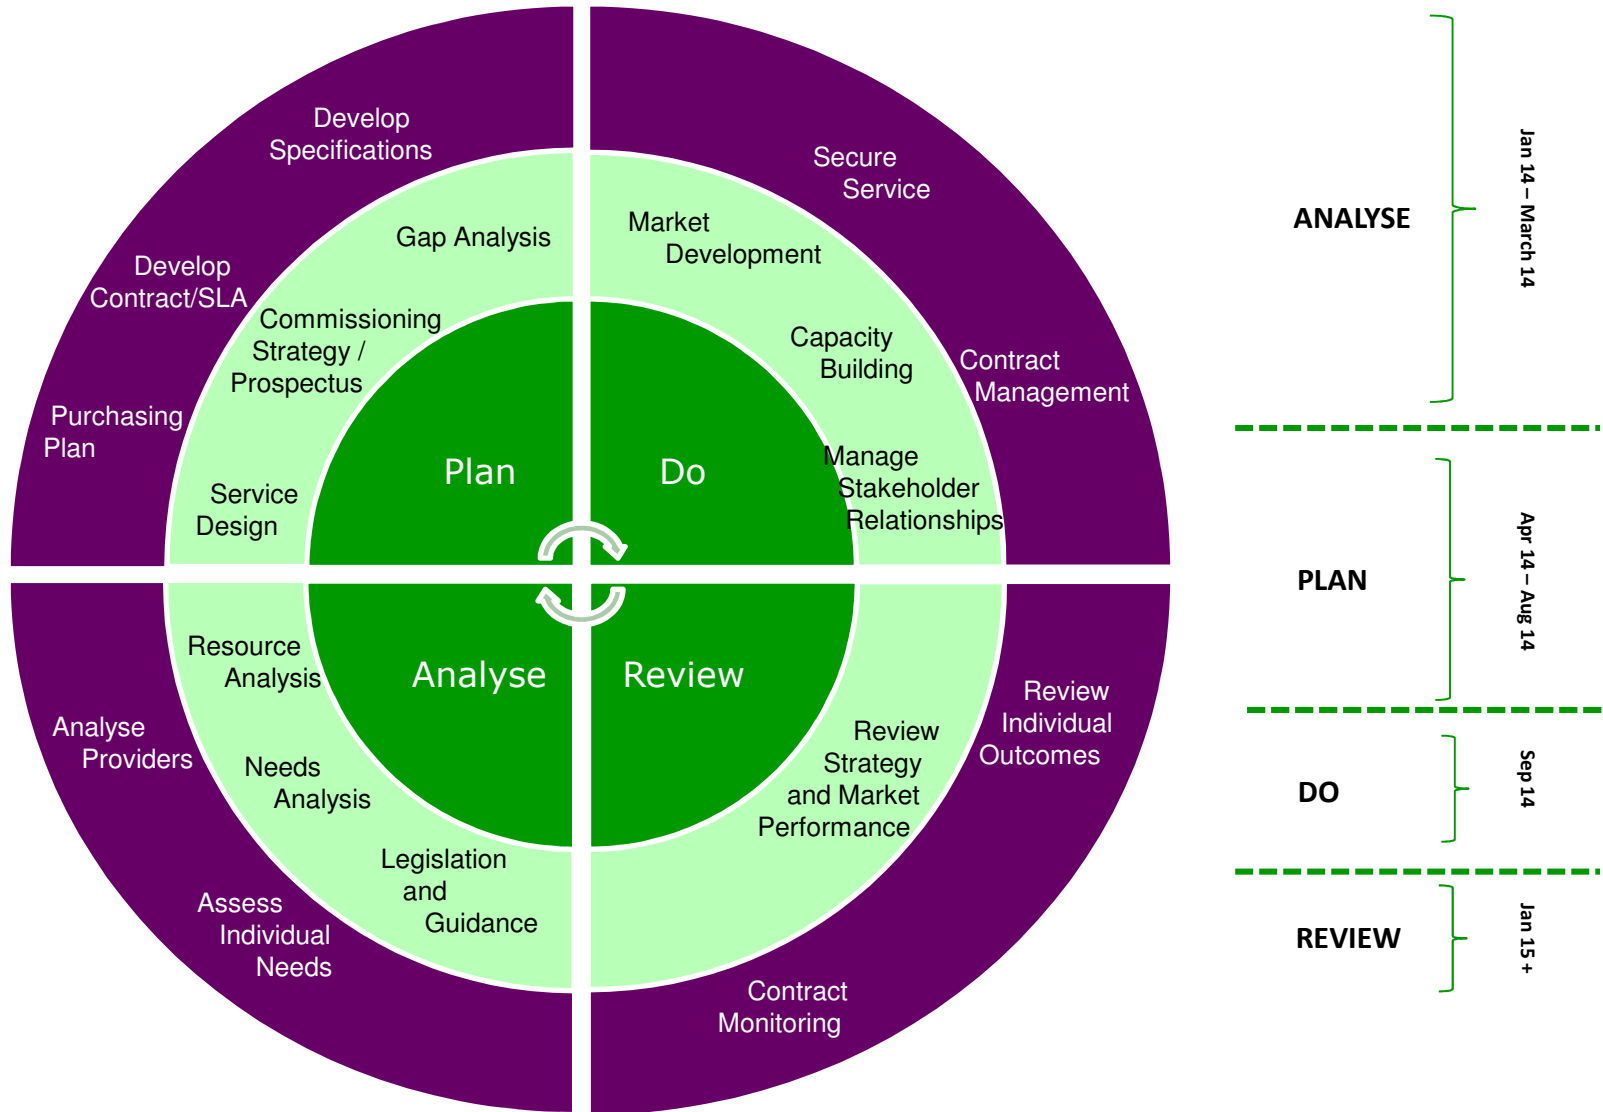 Develop
Specifications
Develop
Contract/SLA
Purchasing
Plan
Gap Analysis
Commissioning
Strategy /
Prospectus
Service
Design
Plan
Secure
Service
Contract
Management
Market
Development
Capacity
Building
Manage
Stakeholder
Relationships
Do
Analyse
Resource
Analysis
Needs
Analysis
Legislation
and
Guidance
Analyse
Providers
Assess
Individual
Needs
Review
Review
Strategy
and Market
Performance
Review
Individual
Outcomes
Contract
Monitoring
ANALYSE
Jan 14 – March 14
PLAN
Apr 14 – Aug 14
DO
Sep 14
REVIEW
Jan 15 +